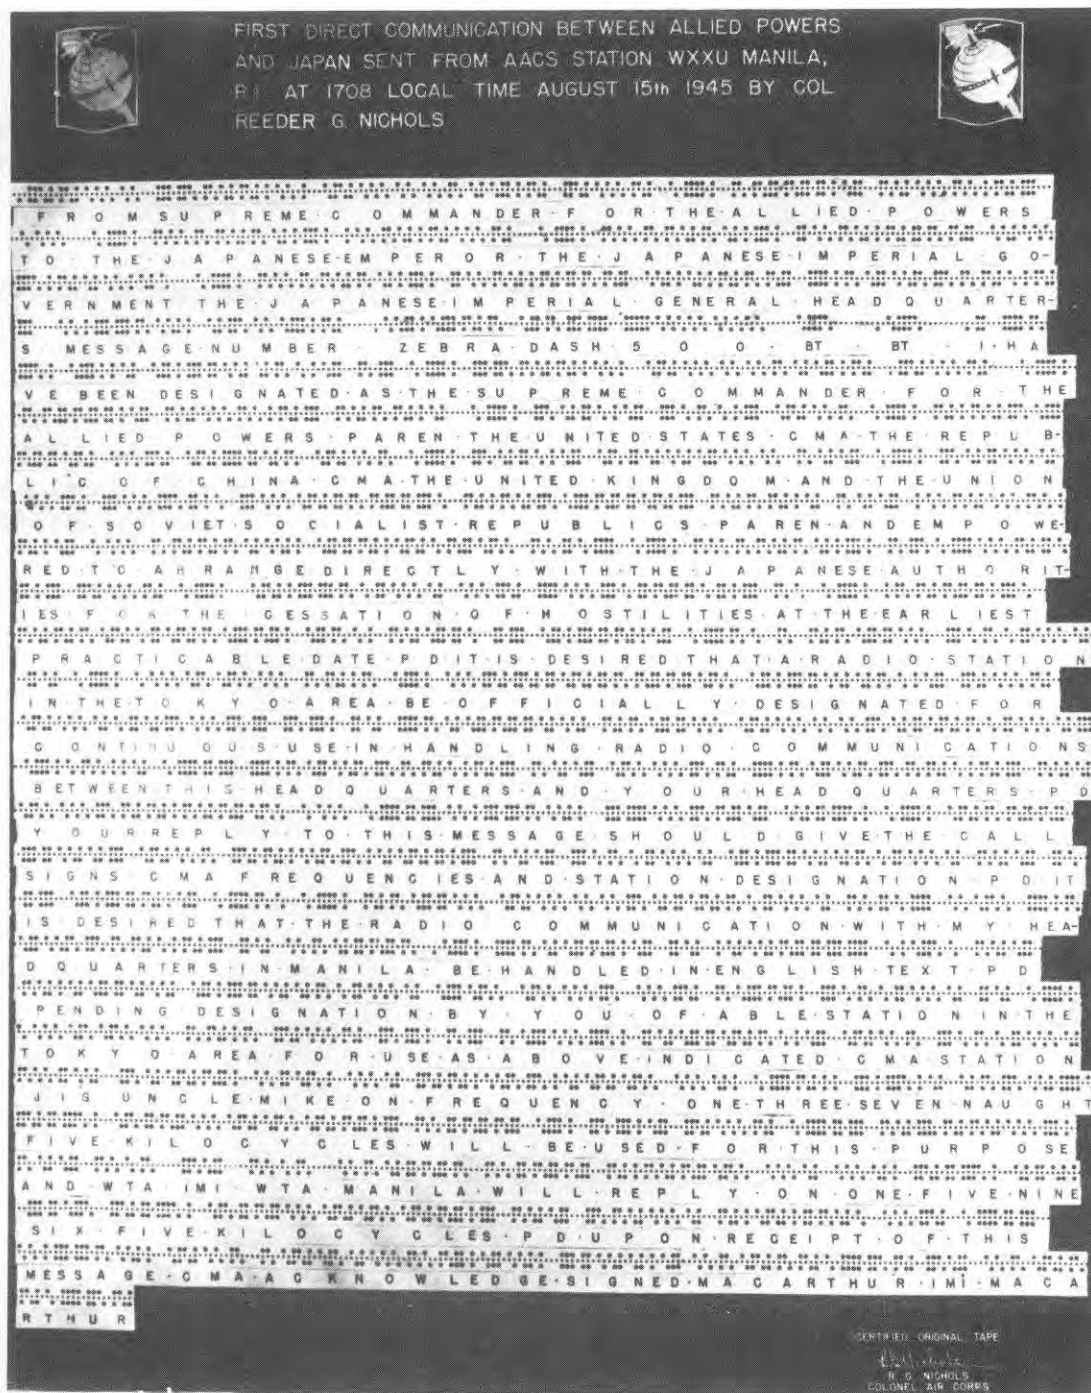 FIRST DIRECT COMMUNICATION BETWEEN ALLIED POWERS
AND JAPAN SENT FROM AACS STATION WXXU MANILA,
P.I. AT 1708 LOCAL TIME AUGUST 15th 1945 BY COL
REEDER G. NICHOLS
FROM SUPREME COMMANDER FOR THE ALLIED POWERS
TO THE JAPANESE EMPEROR THE JAPANESE IMPERIAL GO-
VERNMENT THE JAPANESE IMPERIAL GENERAL HEADQUARTER-
S MESSAGE NUMBER ZEBRA DASH 500 BT BT I HA
VE BEEN DESIGNATED AS THE SUPREME COMMANDER FOR THE
ALLIED POWERS PAREN THE UNITED STATES CMA THE REPUB-
LIC OF CHINA CMA THE UNITED KINGDOM AND THE UNION
OF SOVIET SOCIALIST REPUBLICS PAREN AND EMPOWE-
RED TO ARRANGE DIRECTLY WITH THE JAPANESE AUTHORIT-
IES FOR THE CESSATION OF HOSTILITIES AT THE EARLIEST
PRACTICABLE DATE PD IT IS DESIRED THAT A RADIO STATION
IN THE TOKYO AREA BE OFFICIALLY DESIGNATED FOR
CONTINUOUS USE IN HANDLING RADIO COMMUNICATIONS
BETWEEN THIS HEADQUARTERS AND YOUR HEADQUARTERS PD
YOUR REPLY TO THIS MESSAGE SHOULD GIVE THE CALL
SIGNS CMA FREQUENCIES AND STATION DESIGNATION PD IT
IS DESIRED THAT THE RADIO COMMUNICATION WITH MY HEA-
DQUARTERS IN MANILA BE HANDLED IN ENGLISH TEXT PD
PENDING DESIGNATION BY YOU OF ABLE STATION IN THE
TOKYO AREA FOR USE AS ABOVE INDICATED CMA STATION
JIG UNCLE MIKE ON FREQUENCY ONE THREE SEVEN NAUGHT
FIVE KILOCYCLES WILL BE USED FOR THIS PURPOSE
AND WTA IMI WTA MANILA WILL REPLY ON ONE FIVE NINE
SIX FIVE KILOCYCLES PD UPON RECEIPT OF THIS
MESSAGE CMA ACKNOWLEDGE SIGNED MACARTHUR IMI MACA
RTHUR
CERTIFIED ORIGINAL TAPE
R. G. NICHOLS
COLONEL AIR CORPS